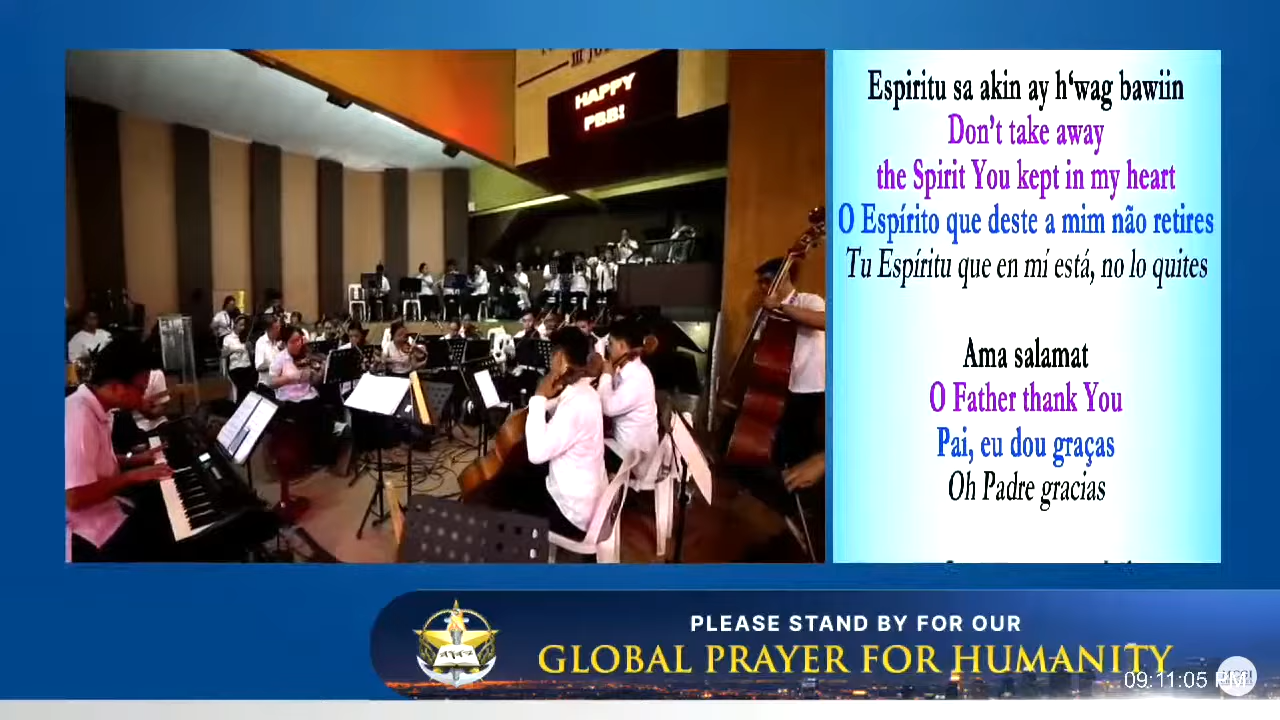 HAPPY
PBB!
Espiritu sa akin ay h‘wag bawiin
Don't take away
the Spirit You kept in my heart
O Espírito que deste a mim não retires
Tu Espíritu que en mí está, no lo quites
Ama salamat
O Father thank You
Pai, eu dou graças
Oh Padre gracias
PLEASE STAND BY FOR OUR
GLOBAL PRAYER FOR HUMANITY
09:11:05 PM